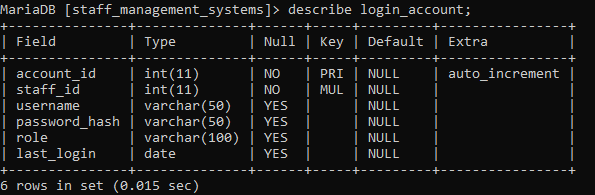 MariaDB [staff_management_systems]> describe login_account;
+---------------+--------------+------+-----+---------+----------------+
| Field         | Type         | Null | Key | Default | Extra          |
+---------------+--------------+------+-----+---------+----------------+
| account_id    | int(11)      | NO   | PRI | NULL    | auto_increment |
| staff_id      | int(11)      | NO   | MUL | NULL    |                |
| username      | varchar(50)  | YES  |     | NULL    |                |
| password_hash | varchar(50)  | YES  |     | NULL    |                |
| role          | varchar(100) | YES  |     | NULL    |                |
| last_login    | date         | YES  |     | NULL    |                |
+---------------+--------------+------+-----+---------+----------------+
6 rows in set (0.015 sec)